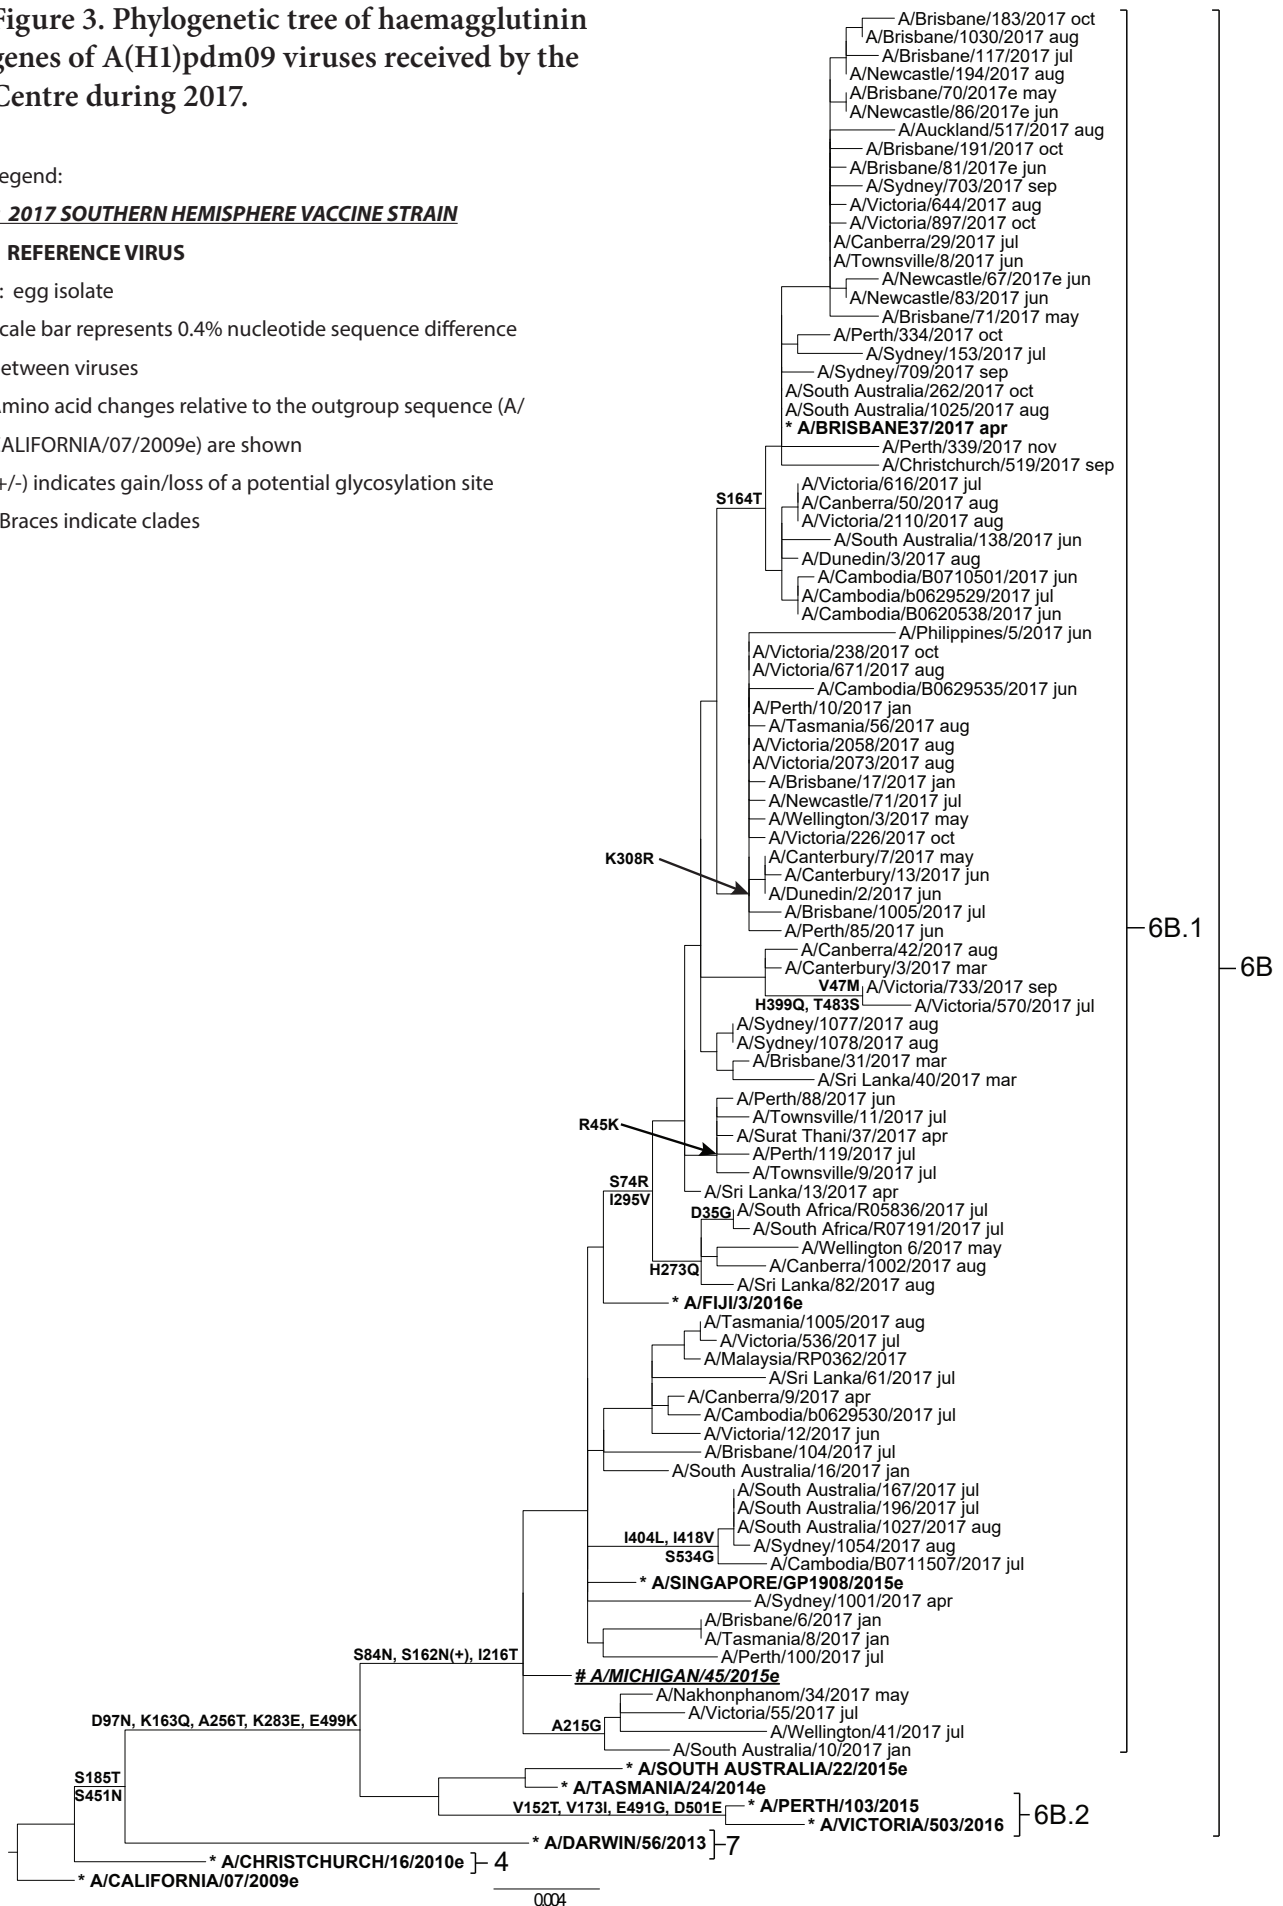 Figure 3. Phylogenetic tree of haemagglutinin
genes of A(H1)pdm09 viruses received by the
Centre during 2017.
egend:
2017 SOUTHERN HEMISPHERE VACCINE STRAIN
REFERENCE VIRUS
: egg isolate
cale bar represents 0.4% nucleotide sequence difference
etween viruses
mino acid changes relative to the outgroup sequence (A/
ALIFORNIA/07/2009e) are shown
+/-) indicates gain/loss of a potential glycosylation site
Braces indicate clades
A/Brisbane/183/2017 oct
A/Brisbane/1030/2017 aug
A/Brisbane/117/2017 jul
A/Newcastle/194/2017 aug
A/Brisbane/70/2017e may
A/Newcastle/86/2017e jun
A/Auckland/517/2017 aug
A/Brisbane/191/2017 oct
A/Brisbane/81/2017e jun
A/Sydney/703/2017 sep
A/Victoria/644/2017 aug
A/Victoria/897/2017 oct
A/Canberra/29/2017 jul
A/Townsville/8/2017 jun
A/Newcastle/67/2017e jun
A/Newcastle/83/2017 jun
A/Brisbane/71/2017 may
A/Perth/334/2017 oct
A/Sydney/153/2017 jul
A/Sydney/709/2017 sep
A/South Australia/262/2017 oct
A/South Australia/1025/2017 aug
* A/BRISBANE37/2017 apr
A/Perth/339/2017 nov
A/Christchurch/519/2017 sep
A/Victoria/616/2017 jul
S164T
A/Canberra/50/2017 aug
A/Victoria/2110/2017 aug
A/South Australia/138/2017 jun
A/Dunedin/3/2017 aug
A/Cambodia/B0710501/2017 jun
A/Cambodia/b0629529/2017 jul
A/Cambodia/B0620538/2017 jun
A/Philippines/5/2017 jun
A/Victoria/238/2017 oct
A/Victoria/671/2017 aug
A/Cambodia/B0629535/2017 jun
A/Perth/10/2017 jan
A/Tasmania/56/2017 aug
A/Victoria/2058/2017 aug
A/Victoria/2073/2017 aug
A/Brisbane/17/2017 jan
A/Newcastle/71/2017 jul
A/Wellington/3/2017 may
A/Victoria/226/2017 oct
K308R
A/Canterbury/7/2017 may
A/Canterbury/13/2017 jun
A/Dunedin/2/2017 jun
A/Brisbane/1005/2017 jul
A/Perth/85/2017 jun
6B.1
A/Canberra/42/2017 aug
A/Canterbury/3/2017 mar
6B
V47M
A/Victoria/733/2017 sep
H399Q, T483S
A/Victoria/570/2017 jul
A/Sydney/1077/2017 aug
A/Sydney/1078/2017 aug
A/Brisbane/31/2017 mar
A/Sri Lanka/40/2017 mar
A/Perth/88/2017 jun
A/Townsville/11/2017 jul
R45K
A/Surat Thani/37/2017 apr
A/Perth/119/2017 jul
A/Townsville/9/2017 jul
S74R
A/Sri Lanka/13/2017 apr
I295V
D35G
A/South Africa/R05836/2017 jul
A/South Africa/R07191/2017 jul
A/Wellington 6/2017 may
A/Canberra/1002/2017 aug
H273Q
A/Sri Lanka/82/2017 aug
* A/FIJI/3/2016e
A/Tasmania/1005/2017 aug
A/Victoria/536/2017 jul
A/Malaysia/RP0362/2017
A/Sri Lanka/61/2017 jul
A/Canberra/9/2017 apr
A/Cambodia/b0629530/2017 jul
A/Victoria/12/2017 jun
A/Brisbane/104/2017 jul
A/South Australia/16/2017 jan
A/South Australia/167/2017 jul
A/South Australia/196/2017 jul
A/South Australia/1027/2017 aug
I404L, I418V
A/Sydney/1054/2017 aug
S534G
A/Cambodia/B0711507/2017 jul
* A/SINGAPORE/GP1908/2015e
A/Sydney/1001/2017 apr
A/Brisbane/6/2017 jan
A/Tasmania/8/2017 jan
S84N, S162N(+), I216T
A/Perth/100/2017 jul
# A/MICHIGAN/45/2015e
A/Nakhonphanom/34/2017 may
A/Victoria/55/2017 jul
D97N, K163Q, A256T, K283E, E499K
A215G
A/Wellington/41/2017 jul
A/South Australia/10/2017 jan
* A/SOUTH AUSTRALIA/22/2015e
S185T
* A/TASMANIA/24/2014e
S451N
V152T, V173I, E491G, D501E
* A/PERTH/103/2015
6B.2
* A/VICTORIA/503/2016
* A/DARWIN/56/2013
7
* A/CHRISTCHURCH/16/2010e
4
* A/CALIFORNIA/07/2009e
0.004